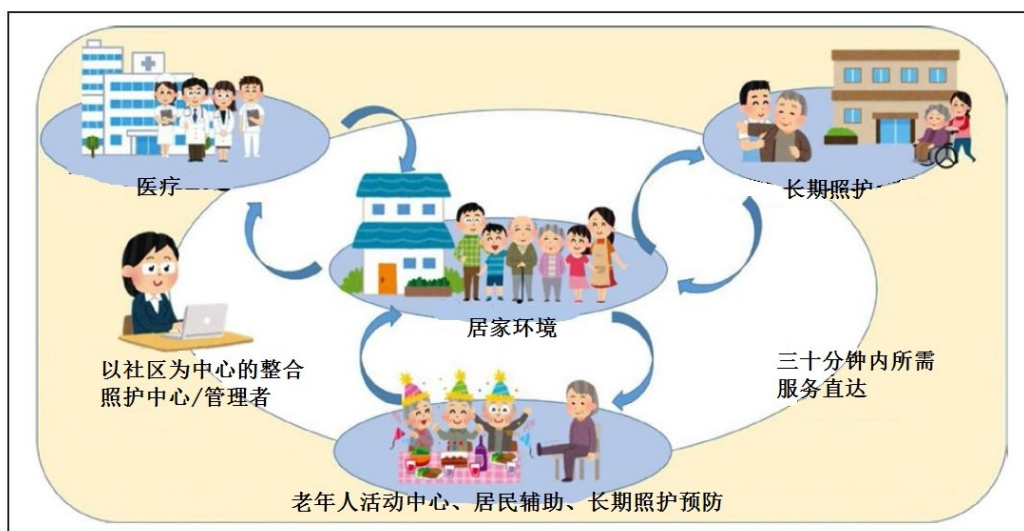 医疗
长期照护
居家环境
以社区为中心的整合
照护中心/管理者
三十分钟内所需
服务直达
老年人活动中心、居民辅助、长期照护预防